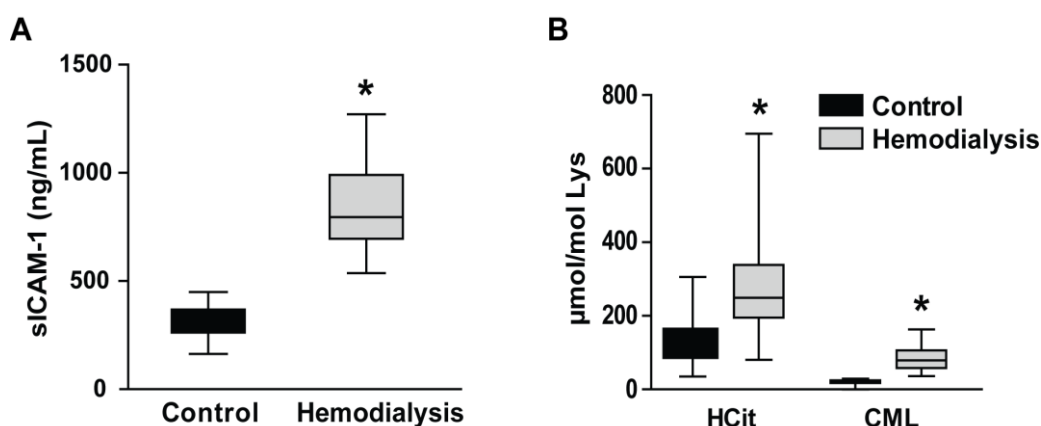 A
sICAM-1 (ng/mL)
1500
1000
500
0
*
Control
Hemodialysis
B
µmol/mol Lys
800
600
400
200
0
*
*
Control
Hemodialysis
HCit
CML